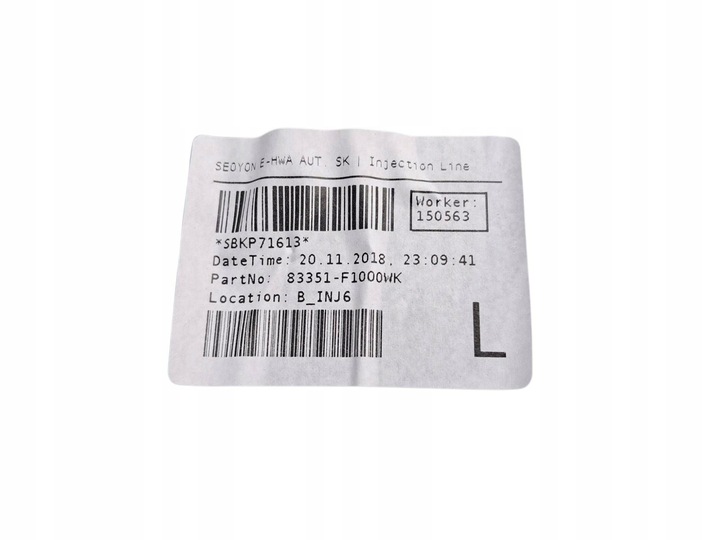 SEOYON E-HWA AUT. SK | Injection Line
Worker:
150563
*SBKP71613*
DateTime: 20.11.2018, 23:09:41
PartNo: 83351-F1000WK
Location: B_INJ6
L